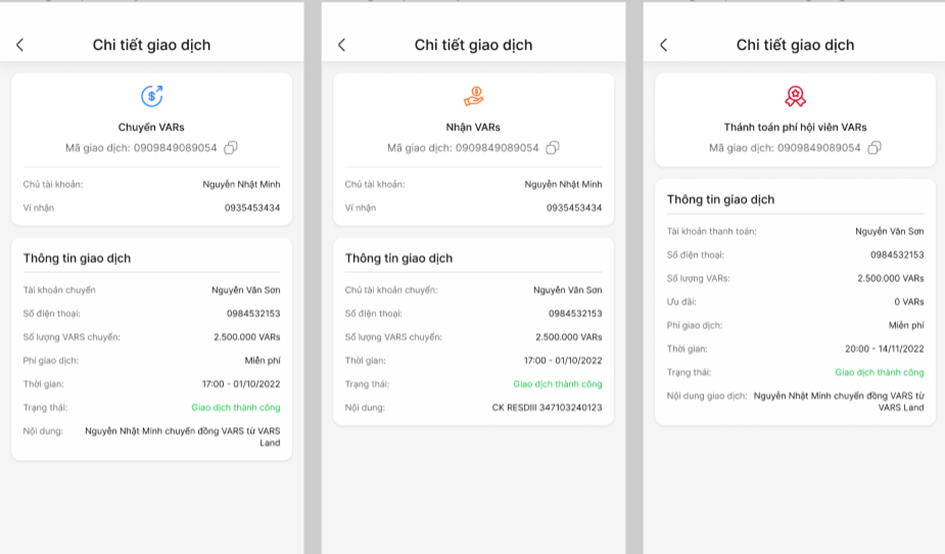 Chi tiết giao dịch
Chuyển VARs
Mã giao dịch: 0909849089054
Chủ tài khoản: Nguyễn Nhật Minh
Ví nhận 0935453434
Thông tin giao dịch
Tài khoản chuyển Nguyễn Văn Sơn
Số điện thoại: 0984532153
Số lượng VARS chuyển: 2.500.000 VARs
Phí giao dịch: Miễn phí
Thời gian: 17:00 - 01/10/2022
Trạng thái: Giao dịch thành công
Nội dung: Nguyễn Nhật Minh chuyển đồng VARS từ VARS
Land
Chi tiết giao dịch
Nhận VARs
Mã giao dịch: 0909849089054
Chủ tài khoản: Nguyễn Nhật Minh
Ví nhận 0935453434
Thông tin giao dịch
Chủ tài khoản chuyển: Nguyễn Văn Sơn
Số điện thoại: 0984532153
Số lượng VARS chuyển: 2.500.000 VARs
Thời gian: 17:00 - 01/10/2022
Trạng thái: Giao dịch thành công
Nội dung: CK RESDIII 347103240123
Chi tiết giao dịch
Thánh toán phí hội viên VARs
Mã giao dịch: 0909849089054
Thông tin giao dịch
Tài khoản thanh toán: Nguyễn Văn Sơn
Số điện thoại: 0984532153
Số lượng VARs: 2.500.000 VARs
Ưu đãi: 0 VARs
Phí giao dịch: Miễn phí
Thời gian: 20:00 - 14/11/2022
Trạng thái: Giao dịch thành công
Nội dung giao dịch: Nguyễn Nhật Minh chuyển đồng VARS từ
VARS Land